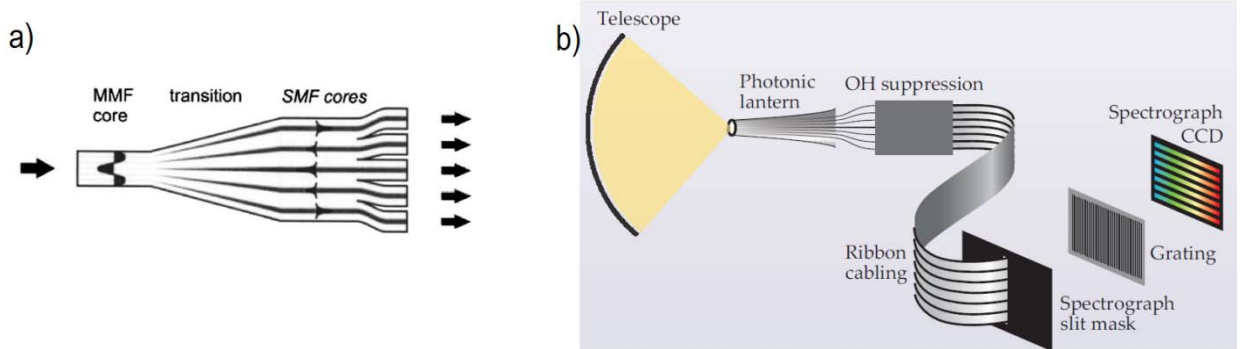 a)
MMF
core
transition
SMF cores
b)
Telescope
Photonic
lantern
OH suppression
Spectrograph
CCD
Ribbon
cabling
Grating
Spectrograph
slit mask